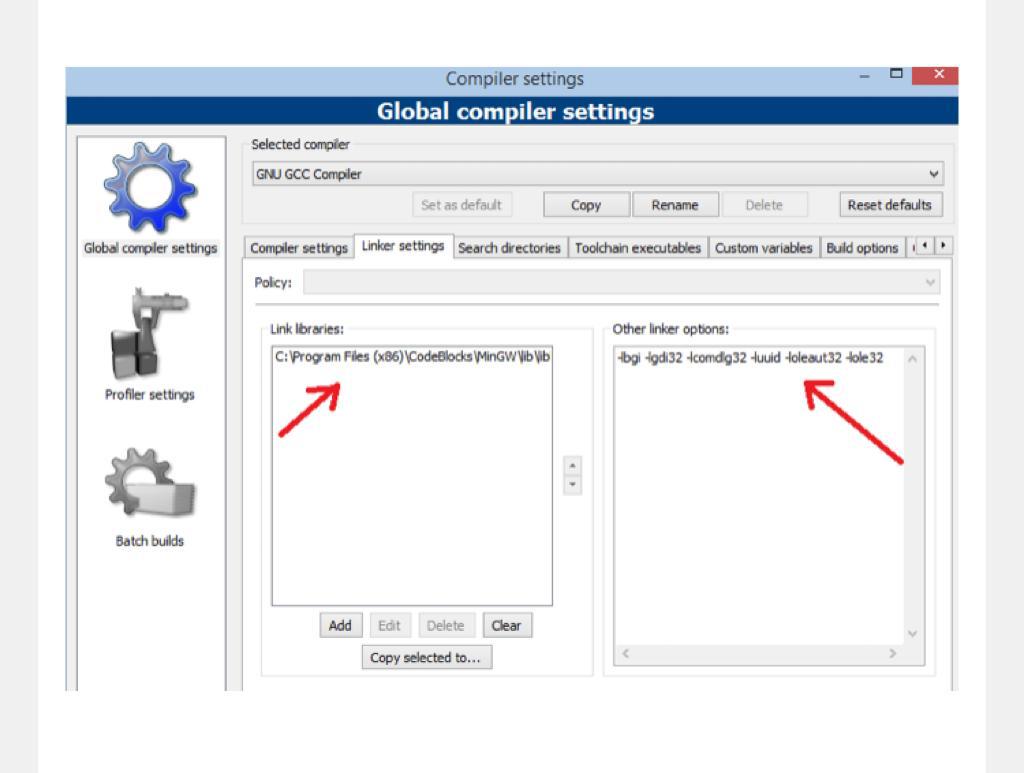 Compiler settings
Global compiler settings
Global compiler settings
Profiler settings
Batch builds
Selected compiler
GNU GCC Compiler
Set as default Copy Rename Delete Reset defaults
Compiler settings Linker settings Search directories Toolchain executables Custom variables Build options
Policy:
Link libraries:
C:\Program Files (x86)\CodeBlocks\MinGW\lib\lib
Add Edit Delete Clear
Copy selected to...
Other linker options:
-lbgi -lgdi32 -lcomdlg32 -luuid -loleaut32 -lole32